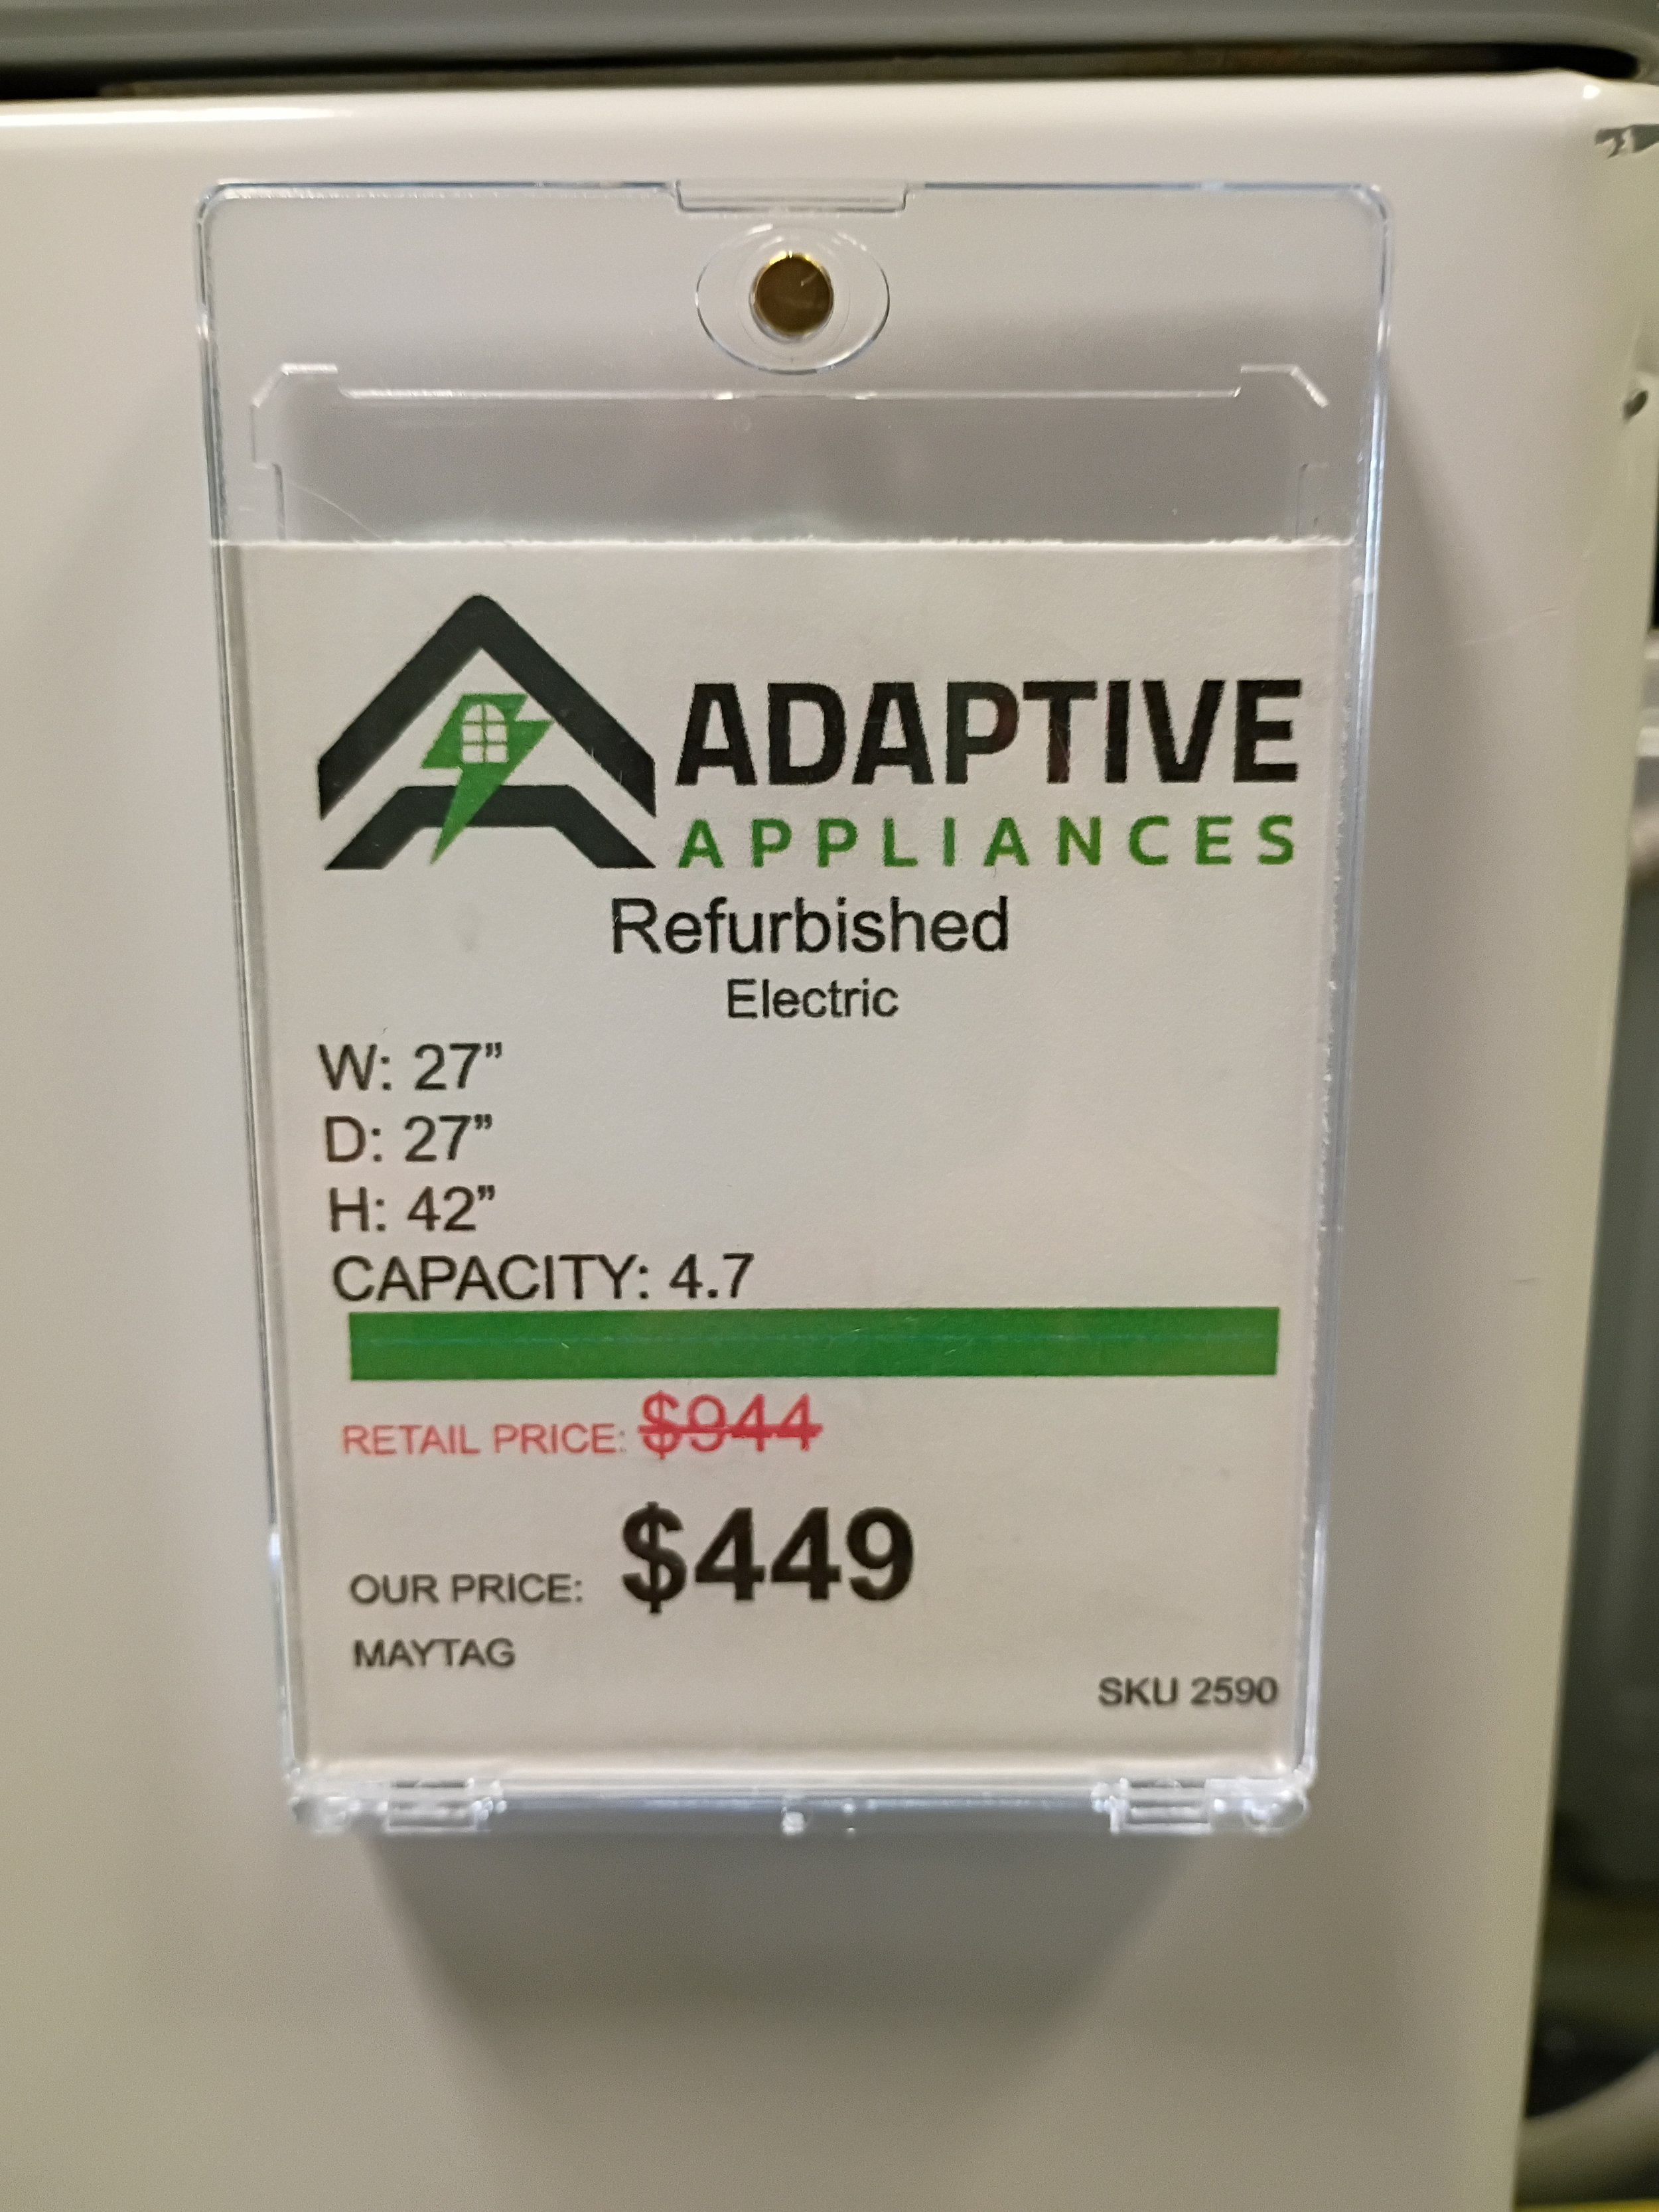 ADAPTIVE
APPLIANCES
Refurbished
Electric
W: 27”
D: 27”
H: 42”
CAPACITY: 4.7
RETAIL PRICE: $944
OUR PRICE: $449
MAYTAG
SKU 2590